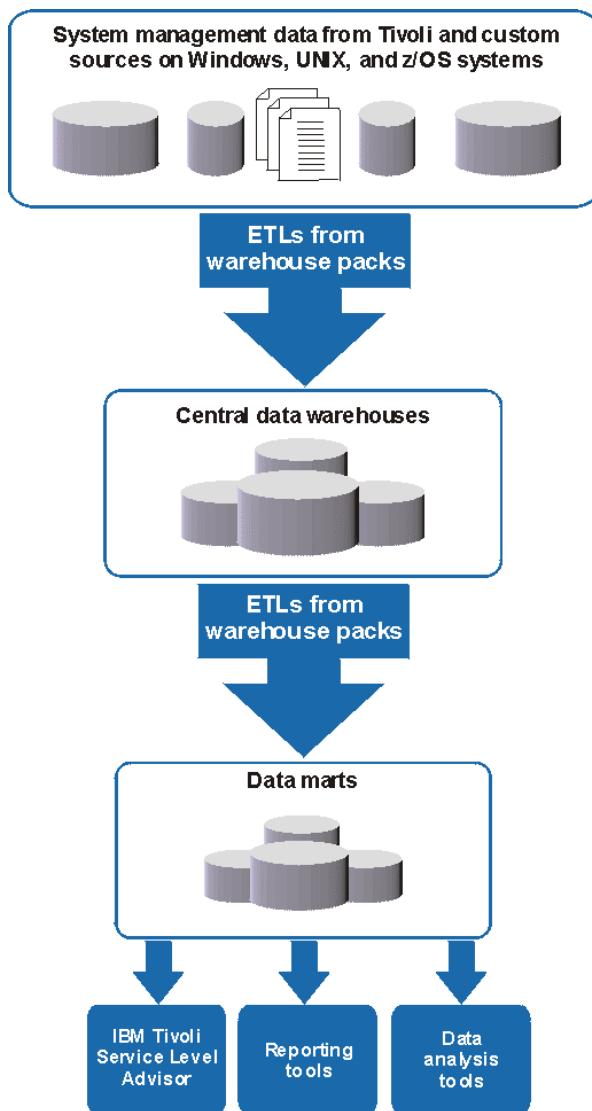 System management data from Tivoli and custom
sources on Windows, UNIX, and z/OS systems
ETLs from
warehouse packs
Central data warehouses
ETLs from
warehouse packs
Data marts
IBM Tivoli
Service Level
Advisor
Reporting
tools
Data
analysis
tools